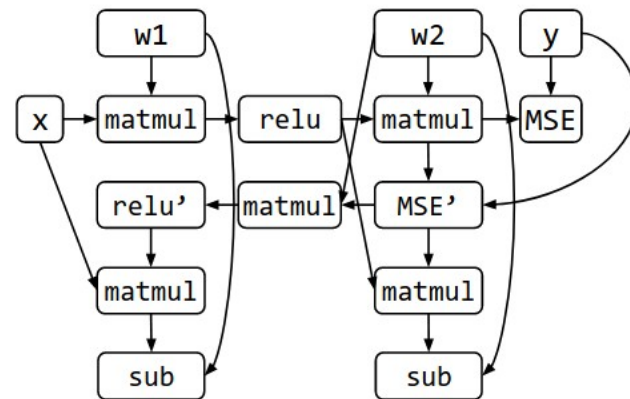 w1 w2 y
x matmul relu matmul MSE
relu’ matmul MSE’
matmul matmul
sub sub